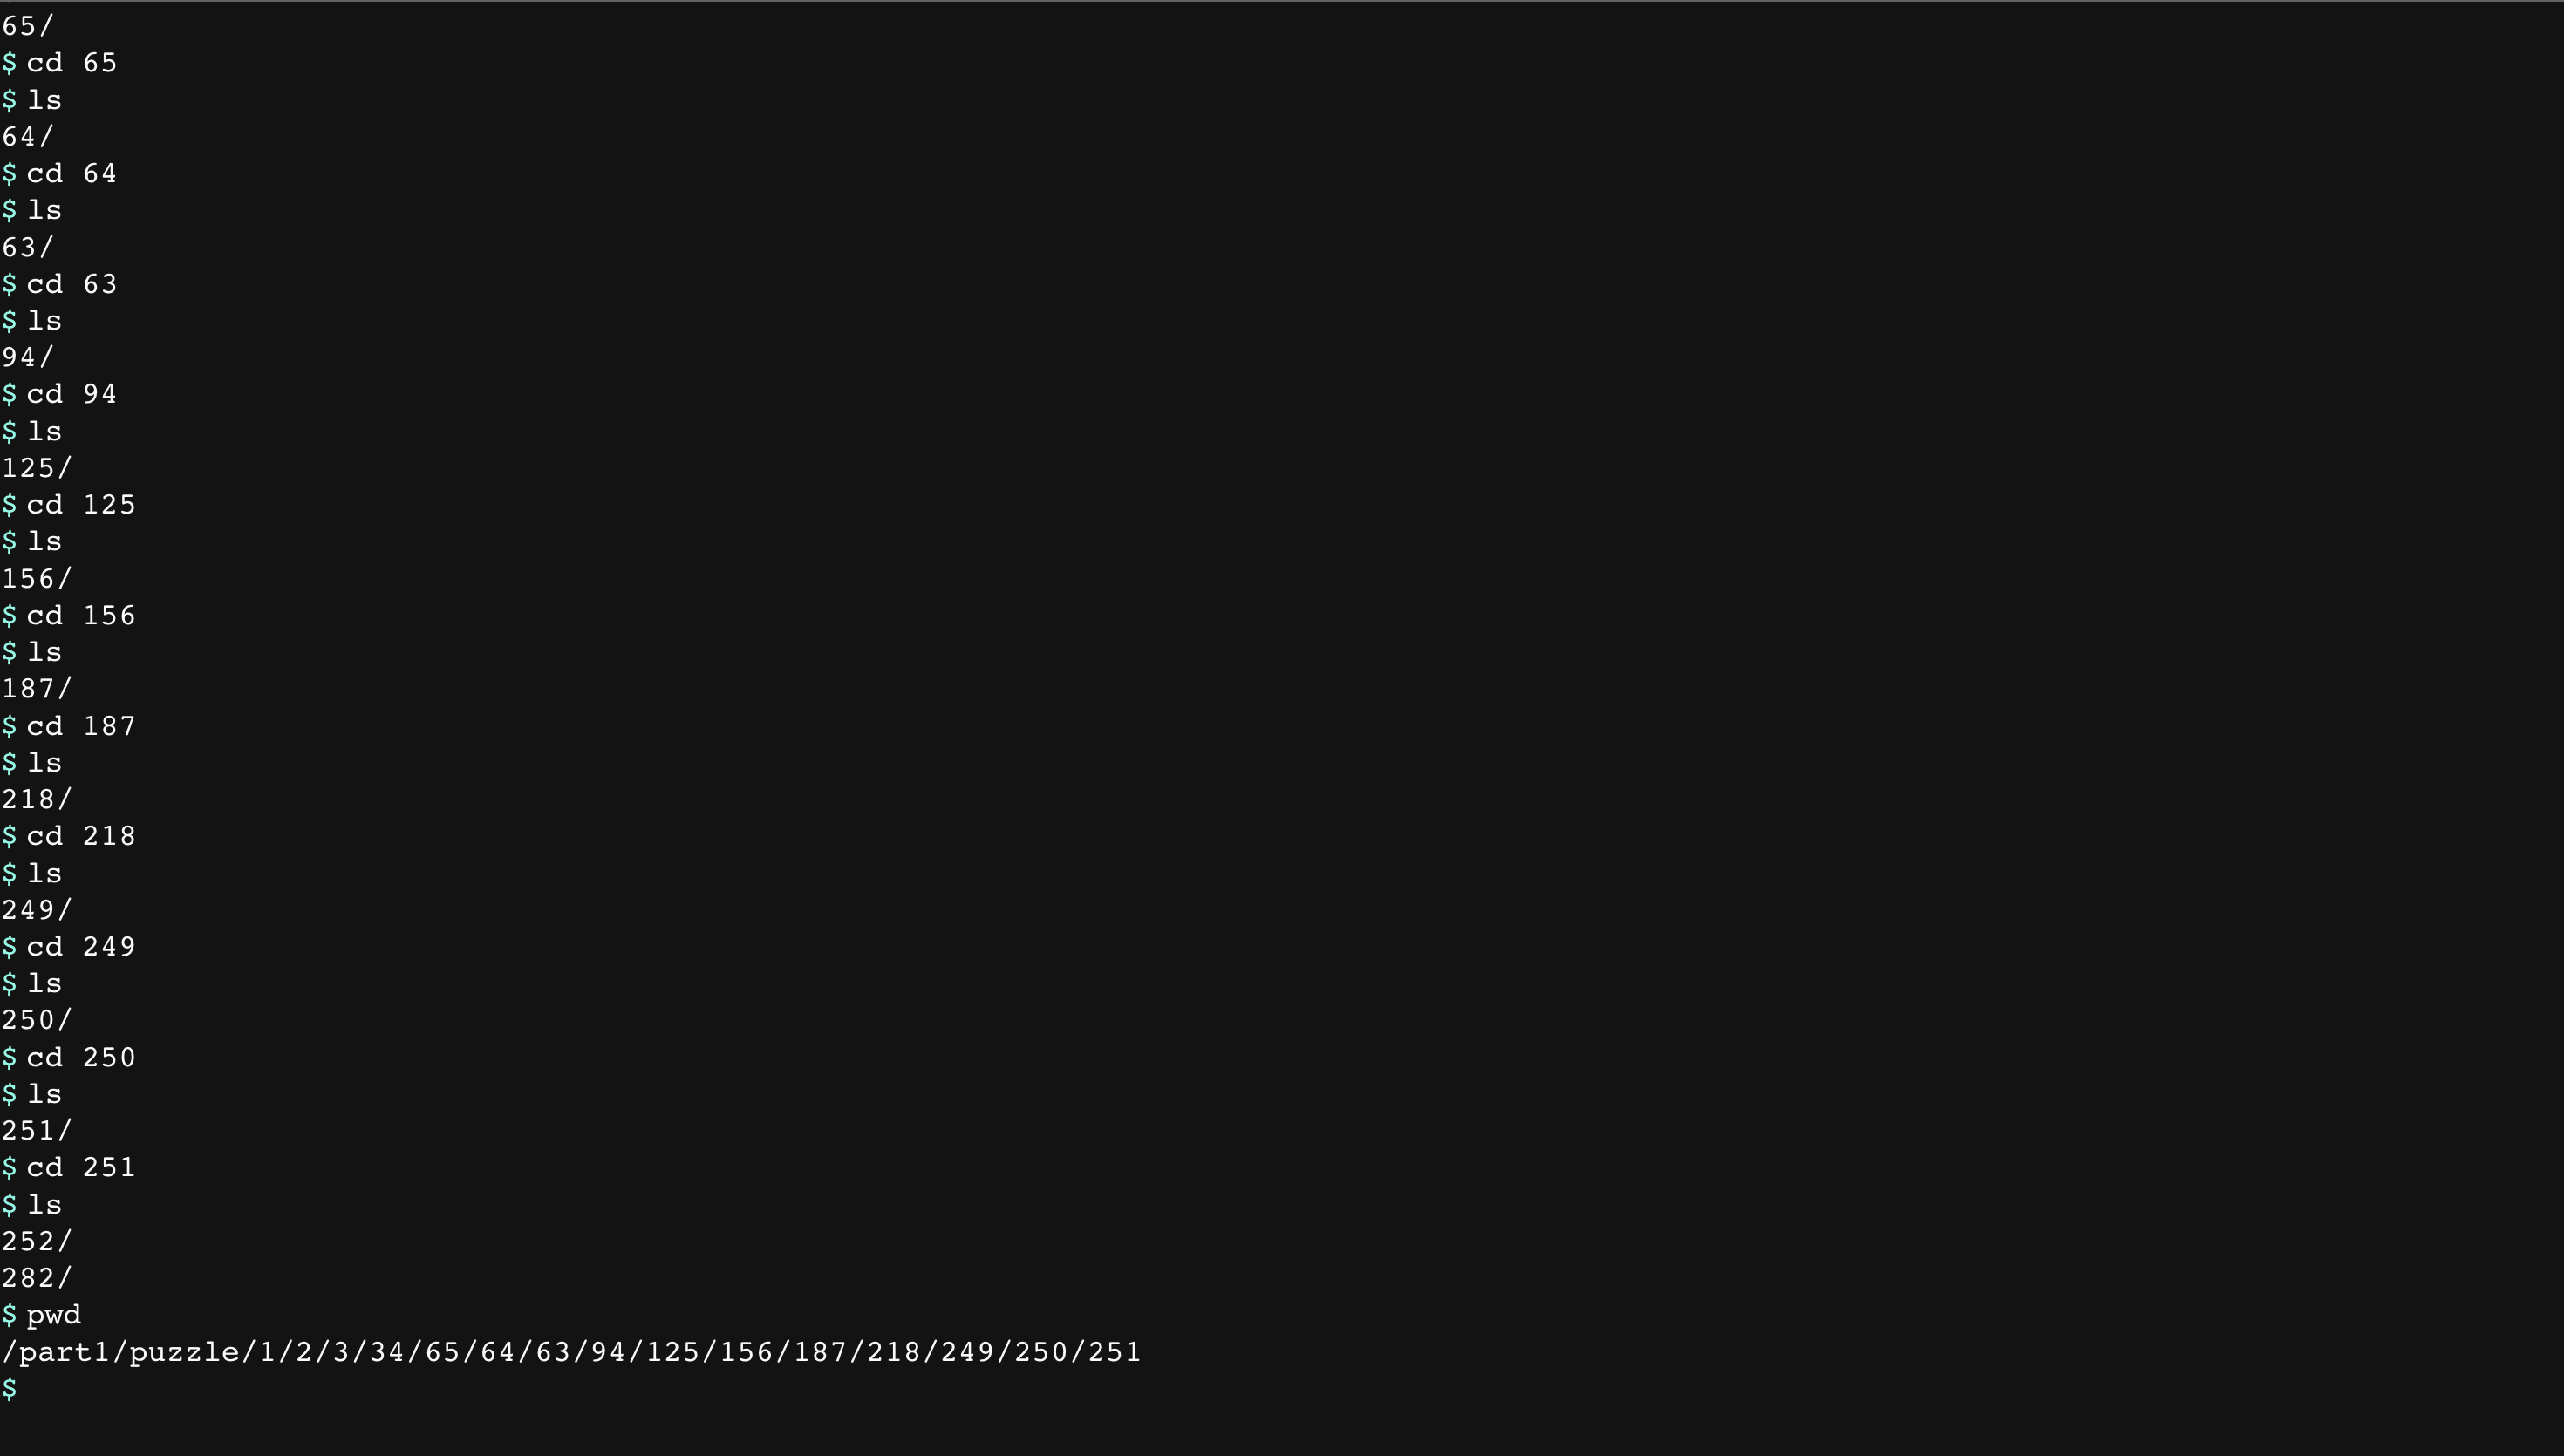 65/
$ cd 65
$ ls
64/
$ cd 64
$ ls
63/
$ cd 63
$ ls
94/
$ cd 94
$ ls
125/
$ cd 125
$ ls
156/
$ cd 156
$ ls
187/
$ cd 187
$ ls
218/
$ cd 218
$ ls
249/
$ cd 249
$ ls
250/
$ cd 250
$ ls
251/
$ cd 251
$ ls
252/
282/
$ pwd
/part1/puzzle/1/2/3/34/65/64/63/94/125/156/187/218/249/250/251
$